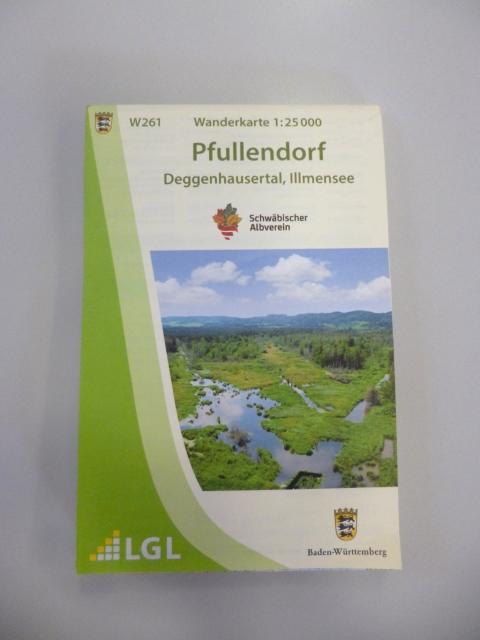 W261 Wanderkarte 1:25 000
Pfullendorf
Deggenhausertal, Illmensee
Schwäbischer
Albverein
LGL
Baden-Württemberg